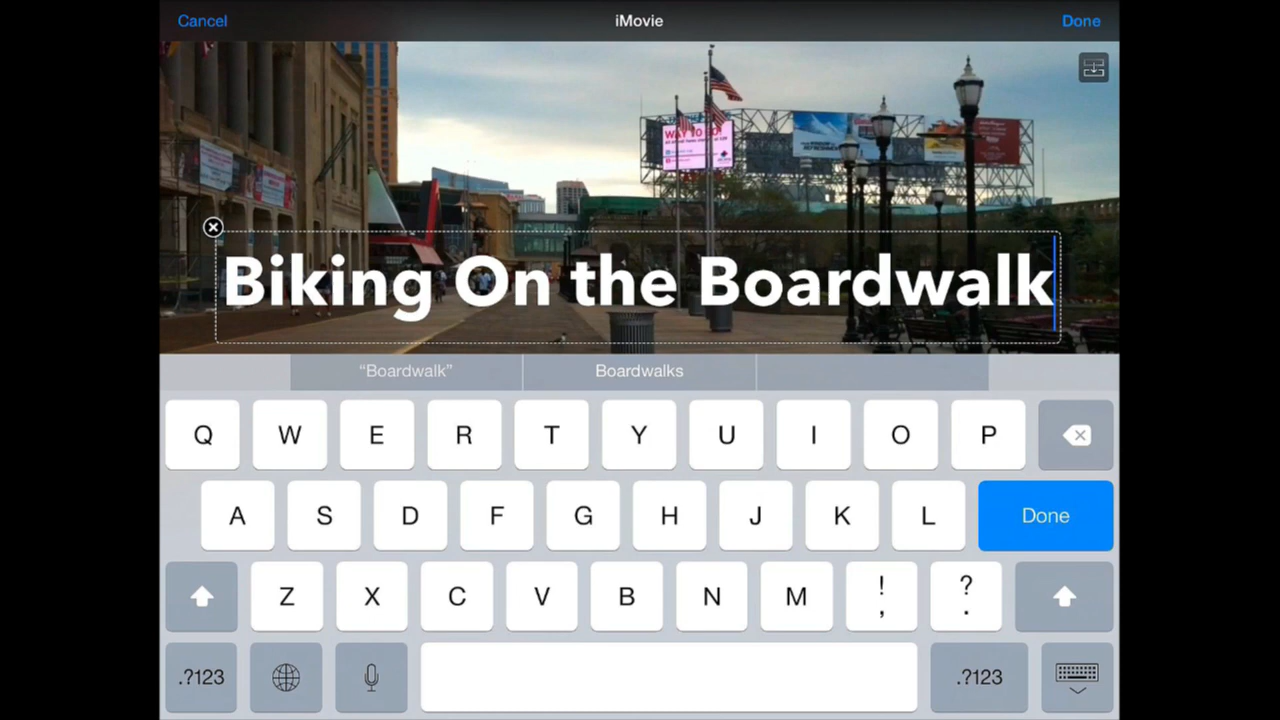 Cancel iMovie Done
WAY TO GO!
Biking On the Boardwalk
“Boardwalk” Boardwalks
Q W E R T Y U I O P
A S D F G H J K L Done
Z X C V B N M ! , ? .
.?123 .?123